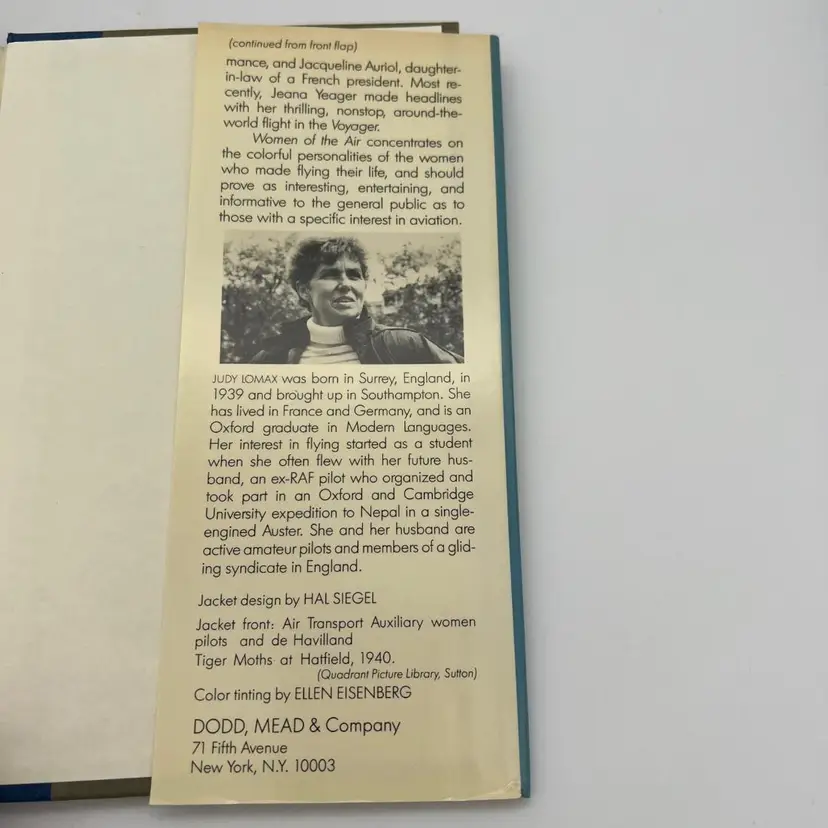 (continued from front flap)
mance, and Jacqueline Auriol, daughter-
in-law of a French president. Most re-
cently, Jeana Yeager made headlines
with her thrilling, nonstop, around-the-
world flight in the Voyager.
Women of the Air concentrates on
the colorful personalities of the women
who made flying their life, and should
prove as interesting, entertaining, and
informative to the general public as to
those with a specific interest in aviation.
JUDY LOMAX was born in Surrey, England, in
1939 and brought up in Southampton. She
has lived in France and Germany, and is an
Oxford graduate in Modern Languages.
Her interest in flying started as a student
when she often flew with her future hus-
band, an ex-RAF pilot who organized and
took part in an Oxford and Cambridge
University expedition to Nepal in a single-
engined Auster. She and her husband are
active amateur pilots and members of a glid-
ing syndicate in England.
Jacket design by HAL SIEGEL
Jacket front: Air Transport Auxiliary women
pilots and de Havilland
Tiger Moths at Hatfield, 1940.
(Quadrant Picture Library, Sutton)
Color tinting by ELLEN EISENBERG
DODD, MEAD & Company
71 Fifth Avenue
New York, N.Y. 10003